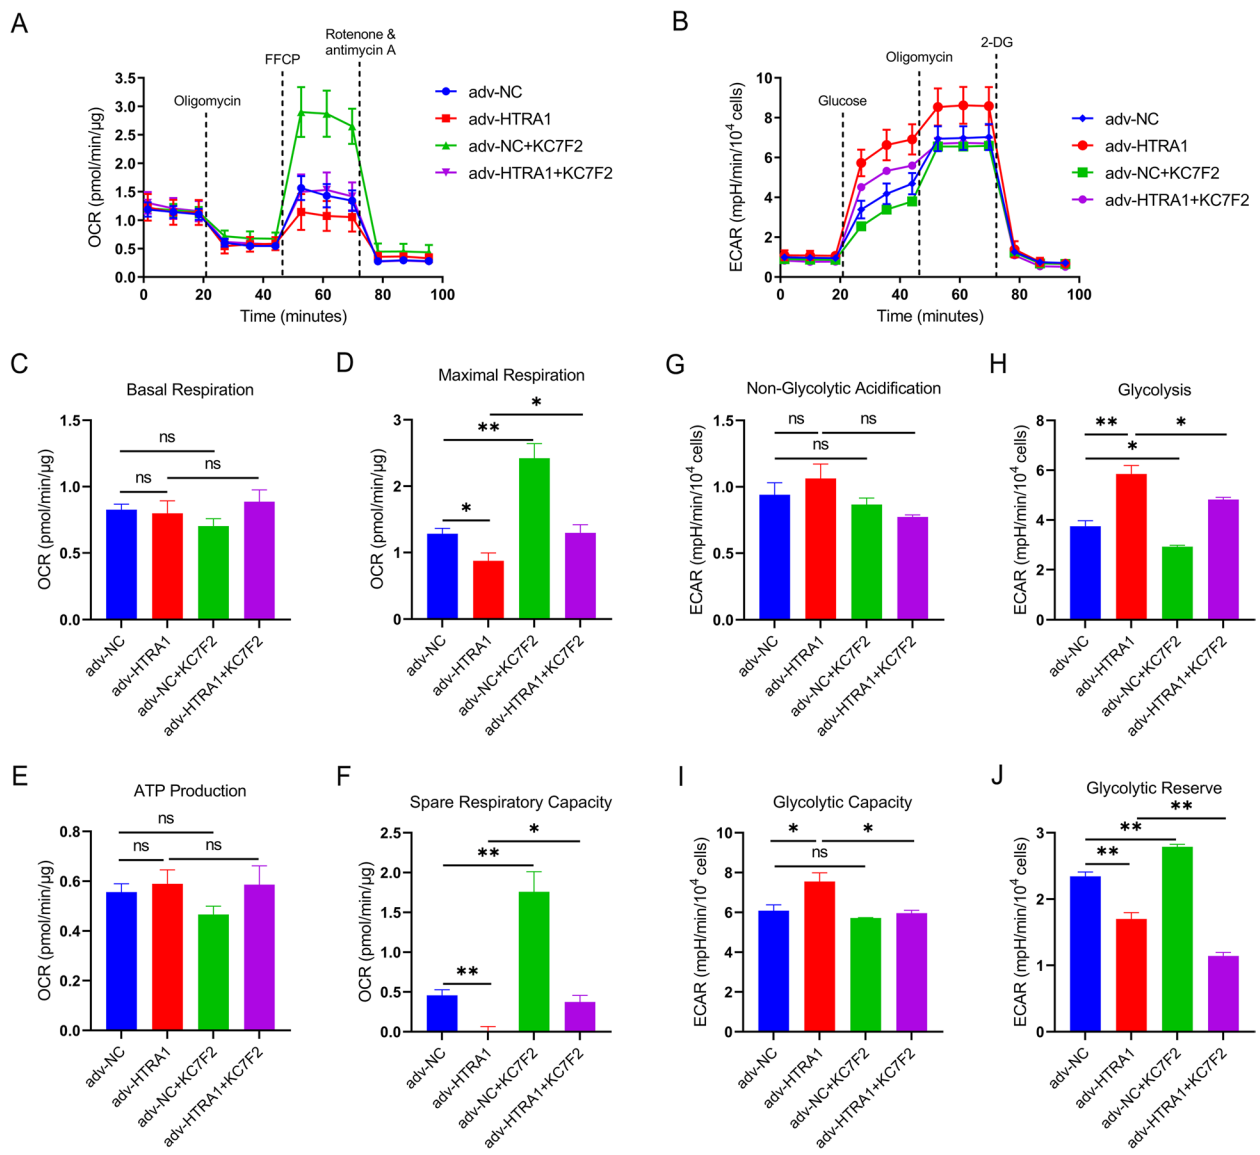 A
Oligomycin
FFCP
Rotenone &
antimycin A
OCR (pmol/min/μg)
3.5
3.0
2.5
2.0
1.5
1.0
0.5
0.0
0 20 40 60 80 100
Time (minutes)
adv-NC
adv-HTRA1
adv-NC+KC7F2
adv-HTRA1+KC7F2
B
Glucose
Oligomycin
2-DG
ECAR (mpH/min/10⁴ cells)
10
8
6
4
2
0
0 20 40 60 80 100
Time (minutes)
adv-NC
adv-HTRA1
adv-NC+KC7F2
adv-HTRA1+KC7F2
C
Basal Respiration
OCR (pmol/min/μg)
1.5
1.0
0.5
0.0
ns
ns
ns
adv-NC
adv-HTRA1
adv-NC+KC7F2
adv-HTRA1+KC7F2
D
Maximal Respiration
OCR (pmol/min/μg)
3
2
1
0
*
**
*
adv-NC
adv-HTRA1
adv-NC+KC7F2
adv-HTRA1+KC7F2
G
Non-Glycolytic Acidification
ECAR (mpH/min/10⁴ cells)
1.5
1.0
0.5
0.0
ns
ns
ns
adv-NC
adv-HTRA1
adv-NC+KC7F2
adv-HTRA1+KC7F2
H
Glycolysis
ECAR (mpH/min/10⁴ cells)
8
6
4
2
0
**
*
*
adv-NC
adv-HTRA1
adv-NC+KC7F2
adv-HTRA1+KC7F2
E
ATP Production
OCR (pmol/min/μg)
0.8
0.6
0.4
0.2
0.0
ns
ns
ns
adv-NC
adv-HTRA1
adv-NC+KC7F2
adv-HTRA1+KC7F2
F
Spare Respiratory Capacity
OCR (pmol/min/μg)
2.5
2.0
1.5
1.0
0.5
0.0
*
**
**
adv-NC
adv-HTRA1
adv-NC+KC7F2
adv-HTRA1+KC7F2
I
Glycolytic Capacity
ECAR (mpH/min/10⁴ cells)
10
8
6
4
2
0
*
*
ns
adv-NC
adv-HTRA1
adv-NC+KC7F2
adv-HTRA1+KC7F2
J
Glycolytic Reserve
ECAR (mpH/min/10⁴ cells)
3
2
1
0
**
**
**
adv-NC
adv-HTRA1
adv-NC+KC7F2
adv-HTRA1+KC7F2